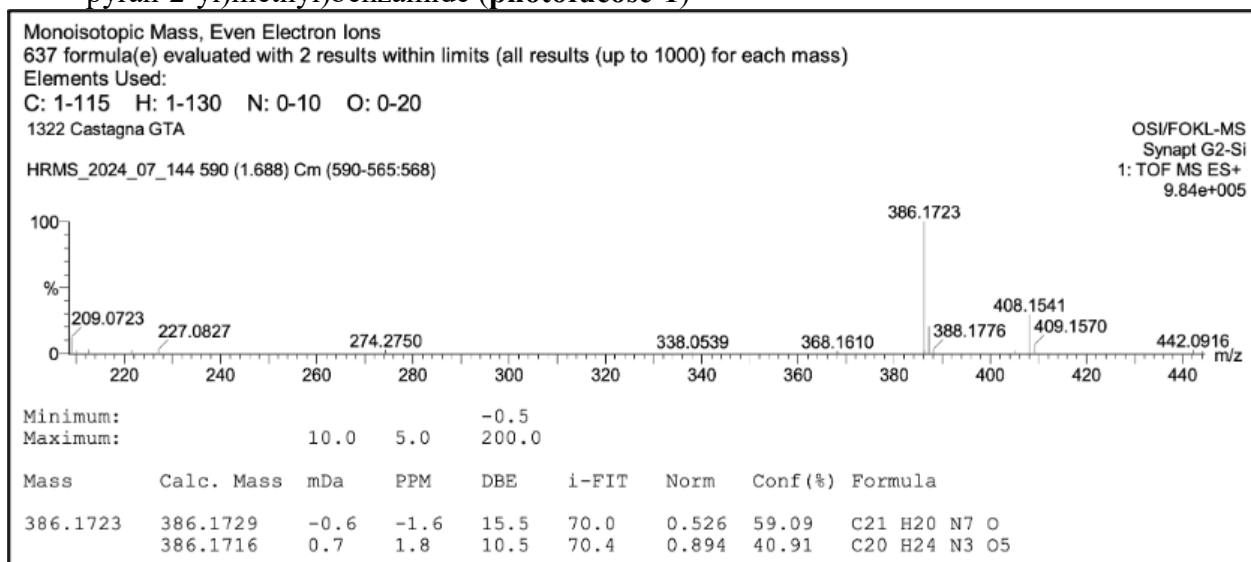 pyran-2-yl)methyl)benzamide (photofucose-1)
Monoisotopic Mass, Even Electron Ions
637 formula(e) evaluated with 2 results within limits (all results (up to 1000) for each mass)
Elements Used:
C: 1-115 H: 1-130 N: 0-10 O: 0-20
1322 Castagna GTA
OSI/FOKL-MS
Synapt G2-Si
HRMS_2024_07_144 590 (1.688) Cm (590-565:568)
1: TOF MS ES+
9.84e+005
386.1723
100
%
0
209.0723
227.0827
274.2750
338.0539
368.1610
388.1776
408.1541
409.1570
442.0916
m/z
220 240 260 280 300 320 340 360 380 400 420 440
Minimum: -0.5
Maximum: 10.0 5.0 200.0
Mass Calc. Mass mDa PPM DBE i-FIT Norm Conf(%) Formula
386.1723 386.1729 -0.6 -1.6 15.5 70.0 0.526 59.09 C21 H20 N7 O
386.1716 0.7 1.8 10.5 70.4 0.894 40.91 C20 H24 N3 O5